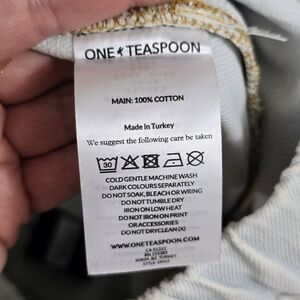 ONE★TEASPOON
MAIN: 100% COTTON
Made in Turkey
We suggest the following care be taken
30
COLD GENTLE MACHINE WASH
DARK COLOURS SEPARATELY
DO NOT SOAK, BLEACH OR WRING
DO NOT TUMBLE DRY
IRON ON LOW HEAT
DO NOT IRON ON PRINT
OR ACCESSORIES
DO NOT DRYCLEAN (X)
WWW.ONETEASPOON.COM